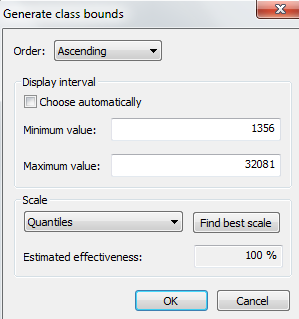 Generate class bounds
Order: Ascending
Display interval
Choose automatically
Minimum value: 1356
Maximum value: 32081
Scale
Quantiles Find best scale
Estimated effectiveness: 100 %
OK Cancel